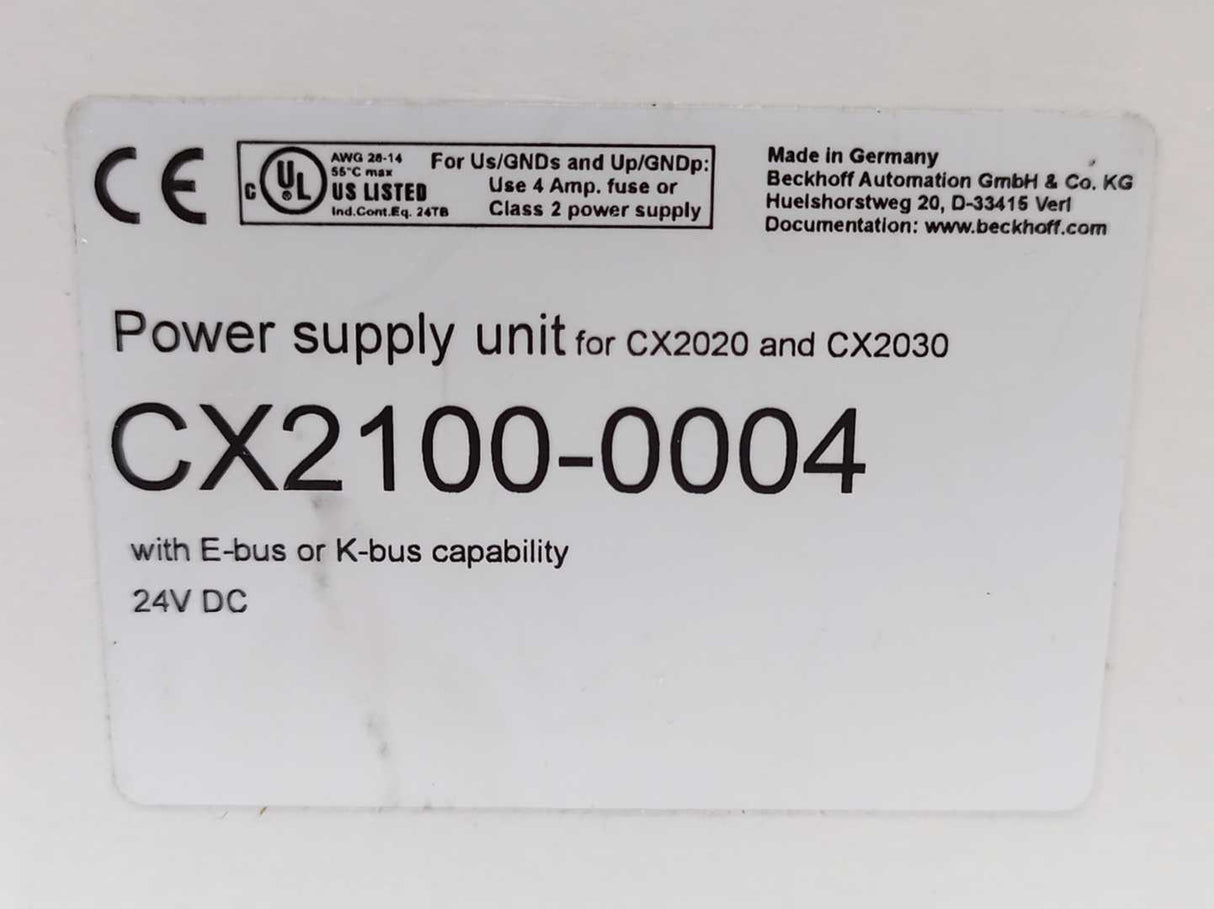 CE
AWG 28-14
55°C max
C UL US LISTED
Ind.Cont.Eq. 24TB
For Us/GNDs and Up/GNDp:
Use 4 Amp. fuse or
Class 2 power supply
Made in Germany
Beckhoff Automation GmbH & Co. KG
Huelshorstweg 20, D-33415 Verl
Documentation: www.beckhoff.com
Power supply unit for CX2020 and CX2030
CX2100-0004
with E-bus or K-bus capability
24V DC